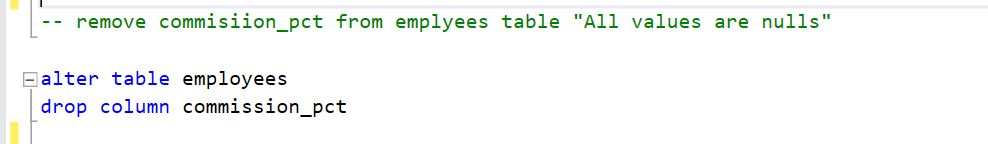 -- remove commisiion_pct from emplyees table "All values are nulls"
alter table employees
drop column commission_pct